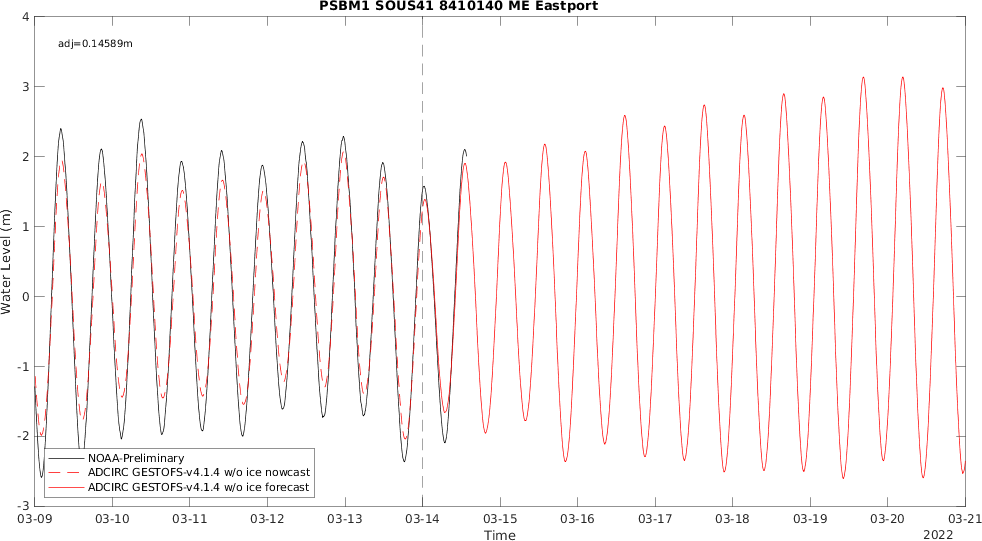 PSBM1 SOUS41 8410140 ME Eastport
adj=0.14589m
Water Level (m)
4
3
2
1
0
-1
-2
-3
NOAA-Preliminary
ADCIRC GESTOFS-v4.1.4 w/o ice nowcast
ADCIRC GESTOFS-v4.1.4 w/o ice forecast
03-09 03-10 03-11 03-12 03-13 03-14 03-15 03-16 03-17 03-18 03-19 03-20 03-21
Time
2022